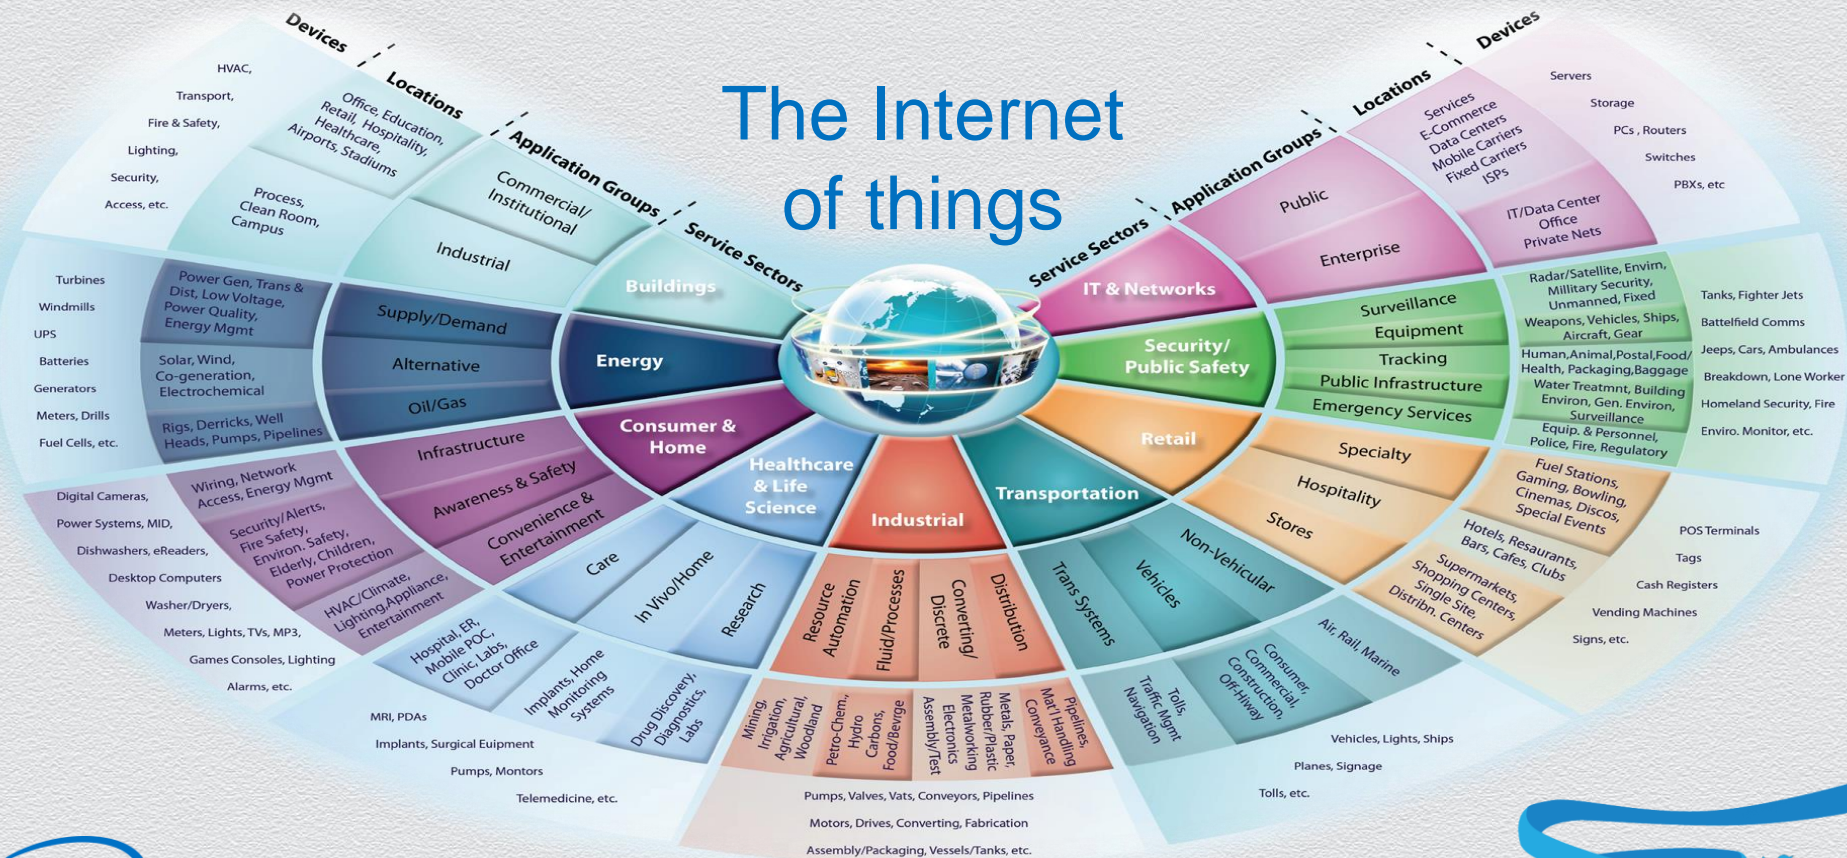 The Internet
of things
Devices
Locations
Application Groups
Service Sectors
Service Sectors
Application Groups
Locations
Devices
HVAC,
Transport,
Fire & Safety,
Lighting,
Security,
Access, etc.
Office, Education,
Retail, Hospitality,
Healthcare,
Airports, Stadiums
Process,
Clean Room,
Campus
Commercial/
Institutional
Industrial
Buildings
Turbines
Windmills
UPS
Batteries
Generators
Meters, Drills
Fuel Cells, etc.
Power Gen, Trans &
Dist, Low Voltage,
Power Quality,
Energy Mgmt
Solar, Wind,
Co-generation,
Electrochemical
Rigs, Derricks, Well
Heads, Pumps, Pipelines
Supply/Demand
Alternative
Oil/Gas
Energy
Digital Cameras,
Power Systems, MID,
Dishwashers, eReaders,
Desktop Computers
Washer/Dryers,
Meters, Lights, TVs, MP3,
Games Consoles, Lighting
Alarms, etc.
Wiring, Network
Access, Energy Mgmt
Security/Alerts,
Fire Safety,
Environ. Safety,
Elderly, Children,
Power Protection
HVAC/Climate,
Lighting,Appliance,
Entertainment
Infrastructure
Awareness & Safety
Convenience &
Entertainment
Consumer &
Home
MRI, PDAs
Implants, Surgical Euipment
Pumps, Montors
Telemedicine, etc.
Hospital, ER,
Mobile POC,
Clinic, Labs,
Doctor Office
Implants, Home
Monitoring
Systems
Drug Discovery,
Diagnostics,
Labs
Care
In Vivo/Home
Research
Healthcare
& Life
Science
Industrial
Resource
Automation
Fluid/Processes
Converting/
Discrete
Distribution
Mining,
Irrigation,
Agricultural,
Woodland
Petro-Chem.,
Hydro
Carbons,
Food/Bevrge
Metals, Paper,
Rubber/Plastic
Metalworking
Electronics
Assembly/Test
Pipelines,
Mat'l Handling
Conveyance
Pumps, Valves, Vats, Conveyors, Pipelines
Motors, Drives, Converting, Fabrication
Assembly/Packaging, Vessels/Tanks, etc.
Transportation
Trans Systems
Vehicles
Non-Vehicular
Tolls,
Traffic Mgmt
Navigation
Consumer,
Commercial,
Construction,
Off-Hiway
Air, Rail, Marine
Vehicles, Lights, Ships
Planes, Signage
Tolls, etc.
Retail
Specialty
Hospitality
Stores
Fuel Stations,
Gaming, Bowling,
Cinemas, Discos,
Special Events
Hotels, Resaurants,
Bars, Cafes, Clubs
Supermarkets,
Shopping Centers,
Single Site,
Distribn. Centers
POS Terminals
Tags
Cash Registers
Vending Machines
Signs, etc.
Security/
Public Safety
Surveillance
Equipment
Tracking
Public Infrastructure
Emergency Services
Radar/Satellite, Envirn,
Millitary Security,
Unmanned, Fixed
Weapons, Vehicles, Ships,
Aircraft, Gear
Human,Animal,Postal,Food/
Health, Packaging,Baggage
Water Treatmnt, Building
Environ, Gen. Environ,
Surveillance
Equip. & Personnel,
Police, Fire, Regulatory
Tanks, Fighter Jets
Battelfield Comms
Jeeps, Cars, Ambulances
Breakdown, Lone Worker
Homeland Security, Fire
Enviro. Monitor, etc.
IT & Networks
Public
Enterprise
Services
E-Commerce
Data Centers
Mobile Carriers
Fixed Carriers
ISPs
IT/Data Center
Office
Private Nets
Servers
Storage
PCs , Routers
Switches
PBXs, etc